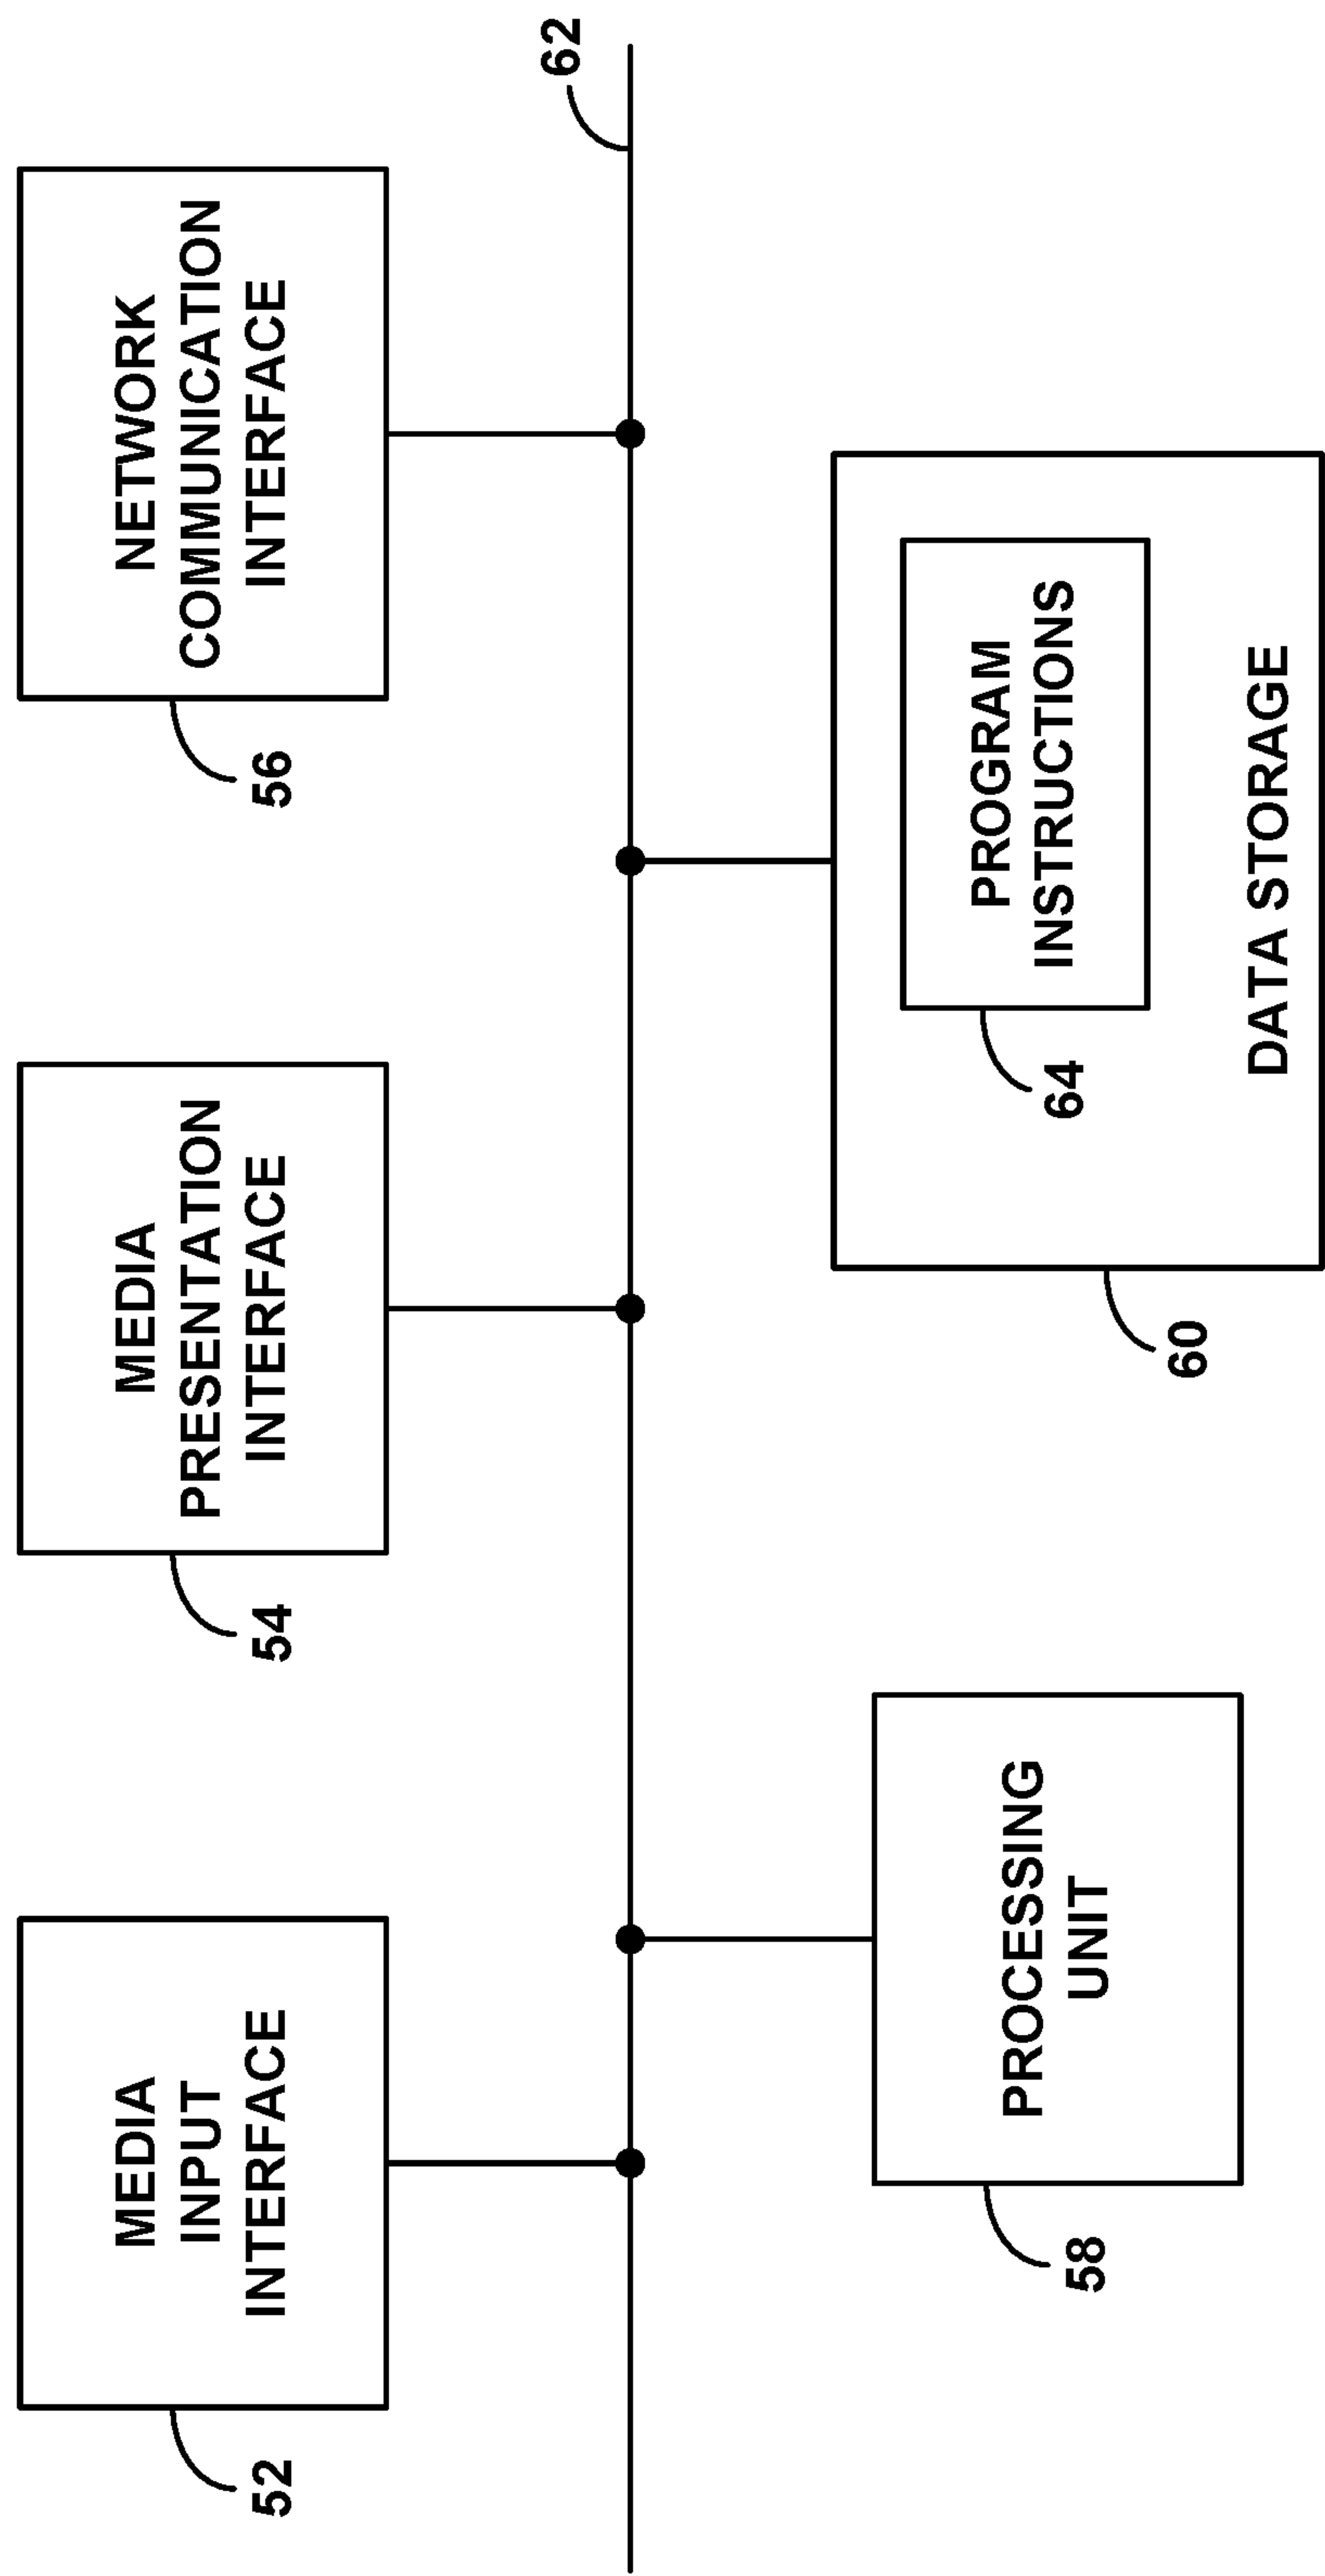 MEDIA
INPUT
INTERFACE
52
MEDIA
PRESENTATION
INTERFACE
54
NETWORK
COMMUNICATION
INTERFACE
56
62
PROCESSING
UNIT
58
PROGRAM
INSTRUCTIONS
64
DATA STORAGE
60